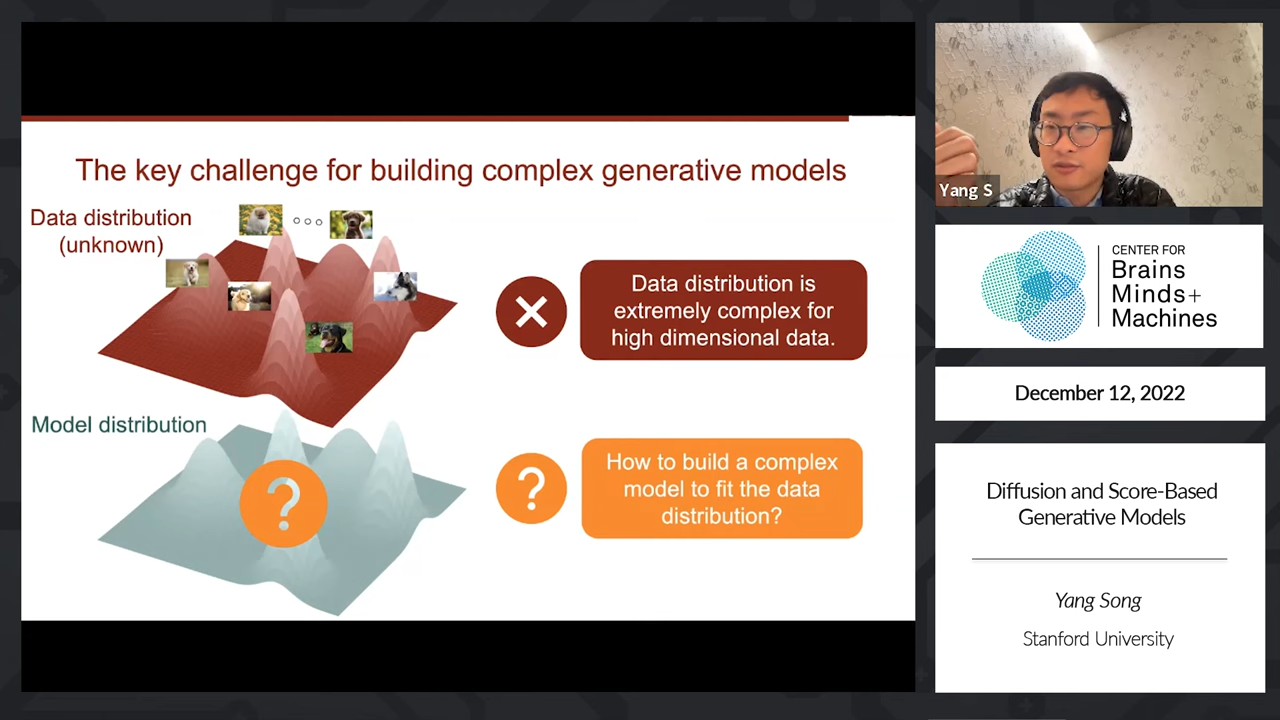 The key challenge for building complex generative models
Data distribution
(unknown)
Data distribution is
extremely complex for
high dimensional data.
Model distribution
?
?
How to build a complex
model to fit the data
distribution?
Yang S
CENTER FOR
Brains
Minds+
Machines
December 12, 2022
Diffusion and Score-Based
Generative Models
Yang Song
Stanford University